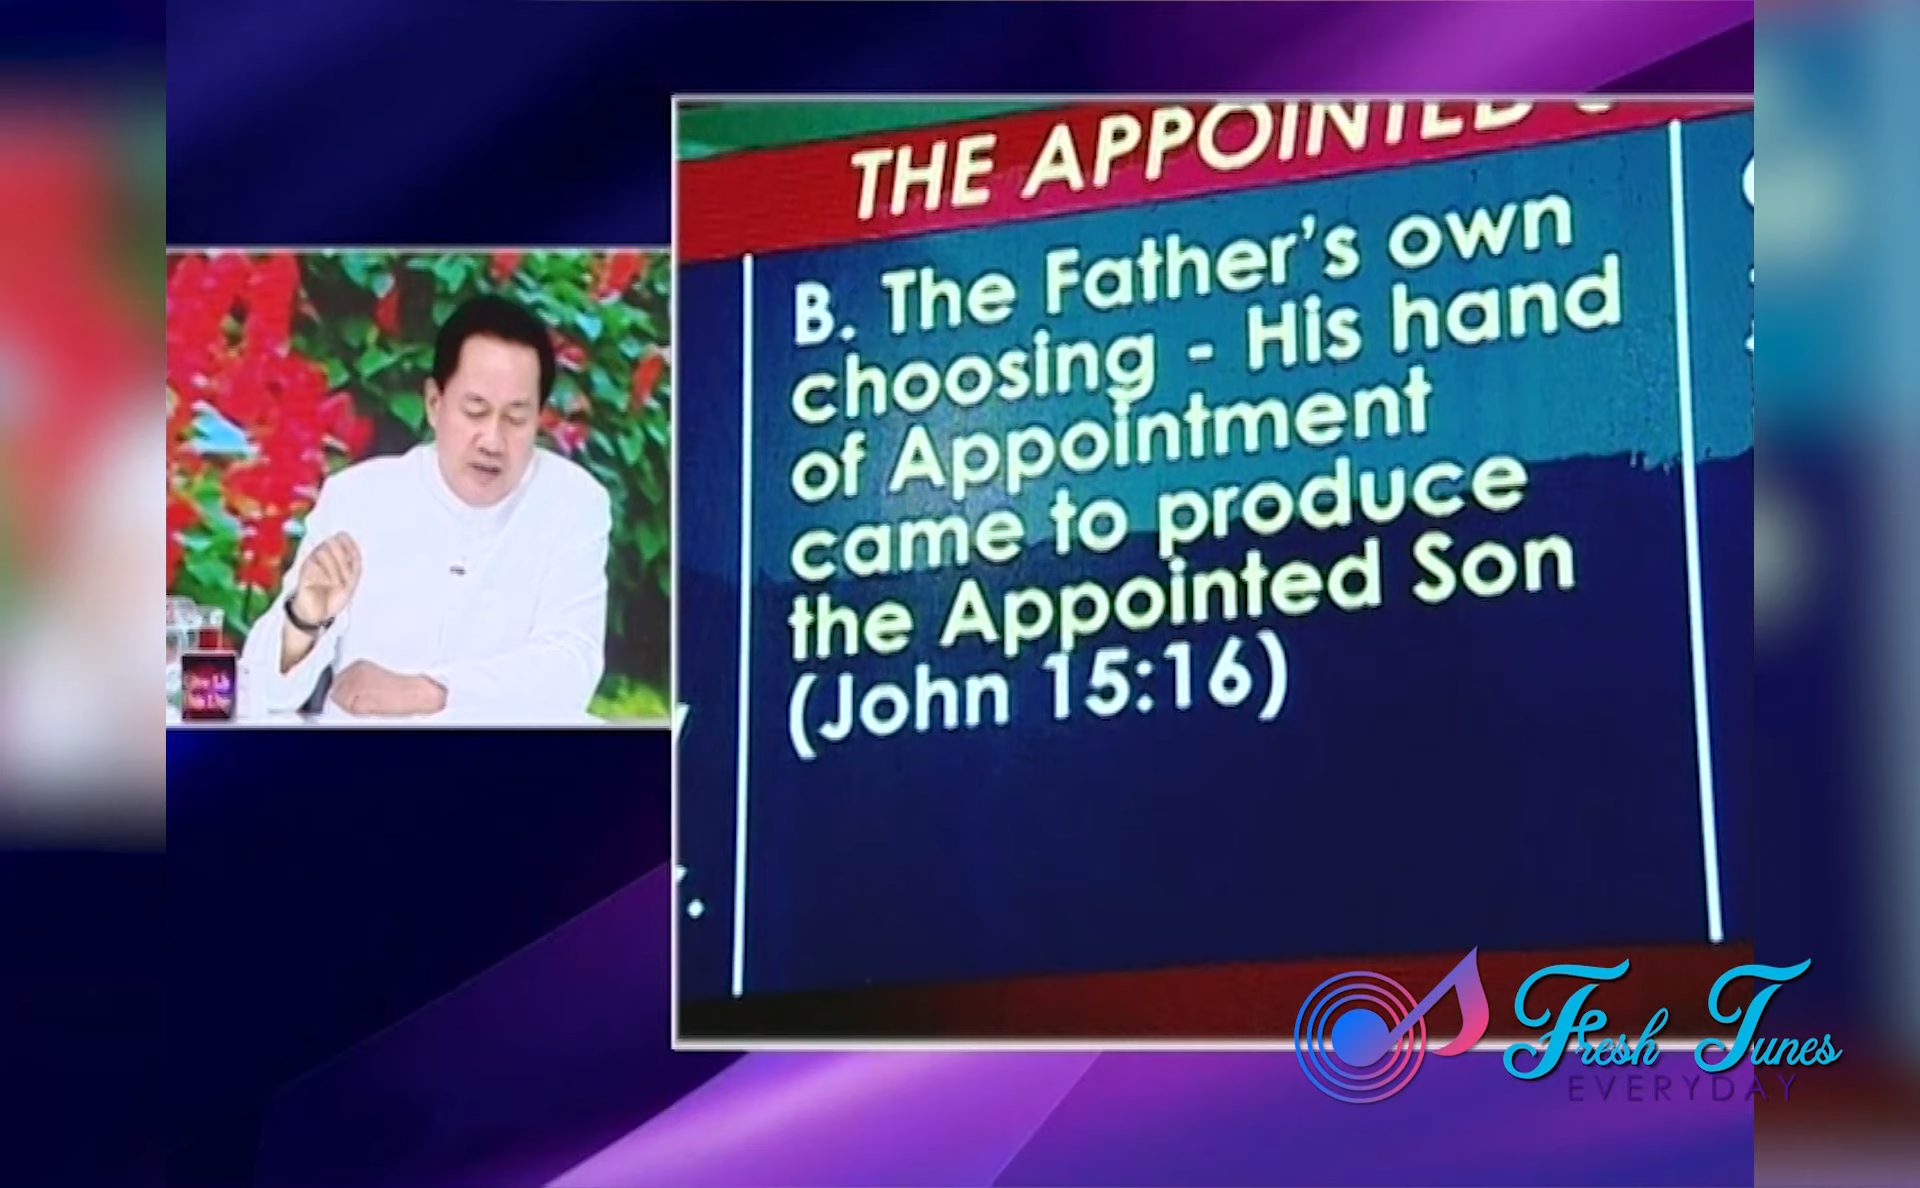 THE APPOINTED
B. The Father's own
choosing - His hand
of Appointment
came to produce
the Appointed Son
(John 15:16)
Fresh Tunes
EVERYDAY